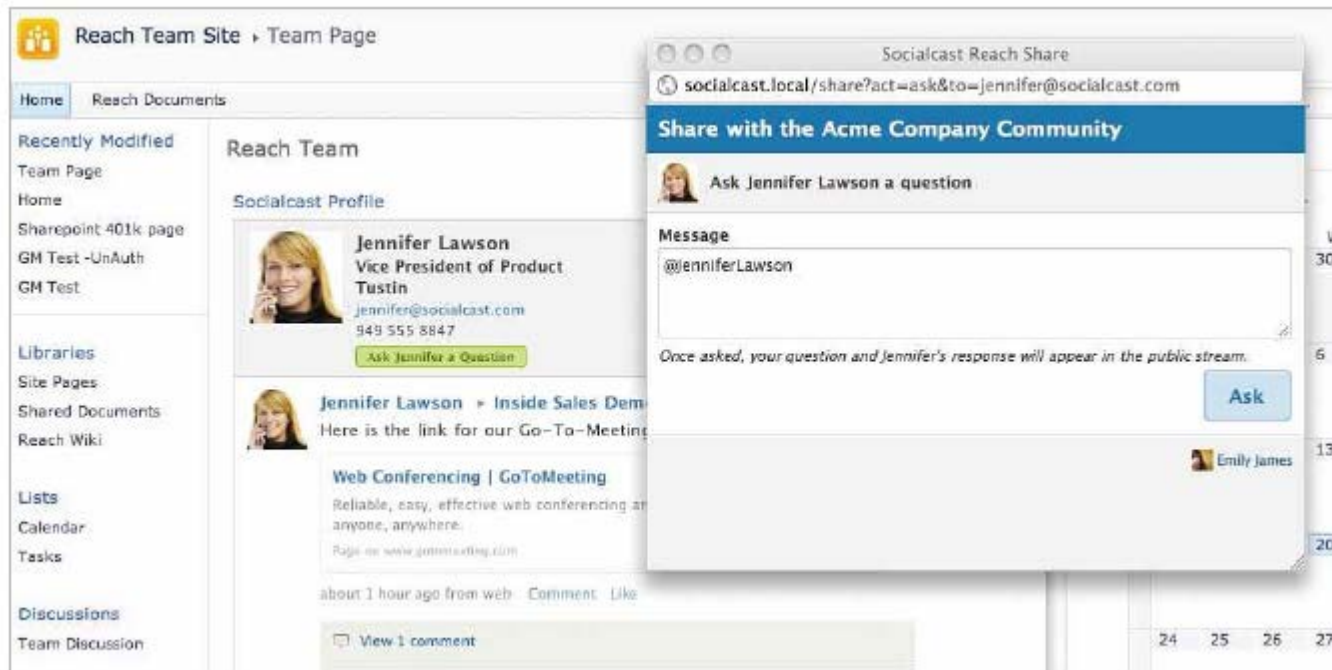 Reach Team Site ▸ Team Page
Home
Reach Documents
Recently Modified
Team Page
Home
Sharepoint 401k page
GM Test -UnAuth
GM Test
Libraries
Site Pages
Shared Documents
Reach Wiki
Lists
Calendar
Tasks
Discussions
Team Discussion
Reach Team
Socialcast Profile
Jennifer Lawson
Vice President of Product
Tustin
jennifer@socialcast.com
949 555 8847
Ask Jennifer a Question
Jennifer Lawson ▸ Inside Sales
Here is the link for our Go-To-Meeting
Web Conferencing | GoToMeeting
Reliable, easy, effective web conferencing
anyone, anywhere.
Page on www.gotomeeting.com
about 1 hour ago from web Comment Like
View 1 comment
Socialcast Reach Share
socialcast.local/share?act=ask&to=jennifer@socialcast.com
Share with the Acme Company Community
Ask Jennifer Lawson a question
Message
@JenniferLawson
Once asked, your question and Jennifer's response will appear in the public stream.
Ask
Emily James
30
6
13
20
24 25 26 27